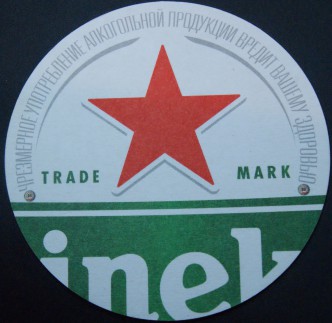 ЧРЕЗМЕРНОЕ УПОТРЕБЛЕНИЕ АЛКОГОЛЬНОЙ ПРОДУКЦИИ ВРЕДИТ ВАШЕМУ ЗДОРОВЬЮ
TRADE MARK
inek